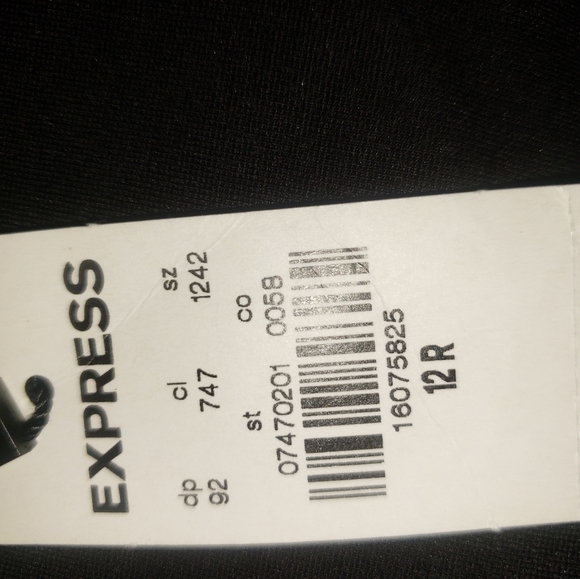 EXPRESS
dp cl sz
92 747 1242
st co
07470201 0058
16075825
12 R